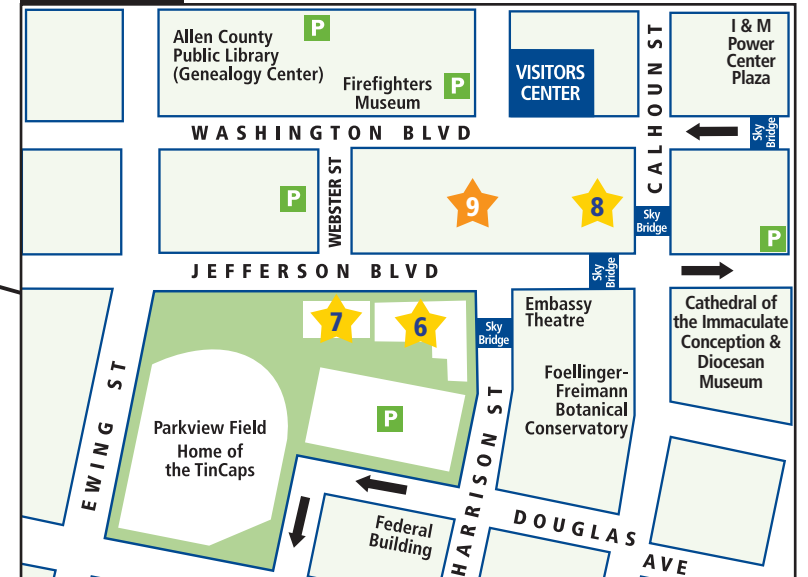 Allen County
Public Library
(Genealogy Center)
P
Firefighters
Museum
P
VISITORS
CENTER
CALHOUN ST
I & M
Power
Center
Plaza
WASHINGTON BLVD
Sky
Bridge
P
WEBSTER ST
9
8
Sky
Bridge
P
JEFFERSON BLVD
Sky
Bridge
7
6
Sky
Bridge
Embassy
Theatre
Cathedral of
the Immaculate
Conception &
Diocesan
Museum
Foellinger-
Freimann
Botanical
Conservatory
EWING ST
Parkview Field
Home of
the TinCaps
P
HARRISON ST
Federal
Building
DOUGLAS AVE